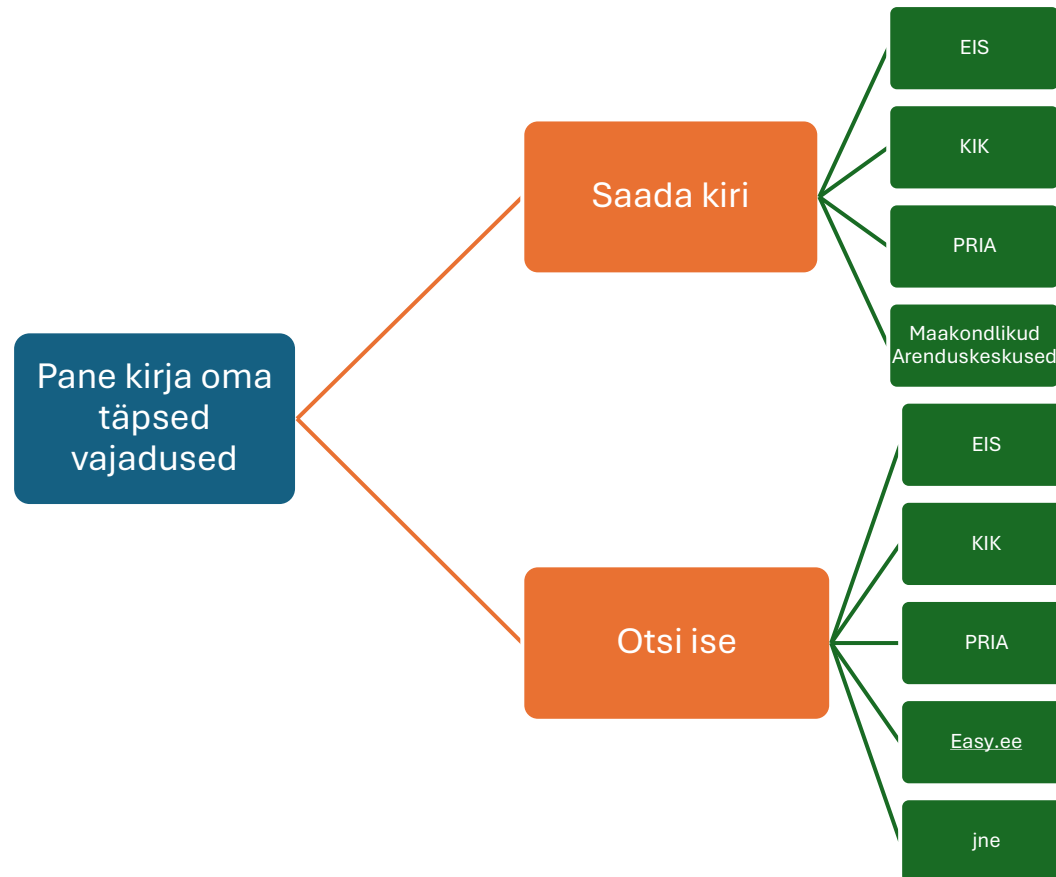 Pane kirja oma
täpsed
vajadused
Saada kiri
EIS
KIK
PRIA
Maakondlikud
Arenduskeskused
Otsi ise
EIS
KIK
PRIA
Easy.ee
jne